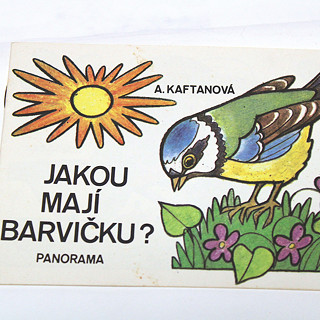 A. KAFTANOVÁ
JAKOU
MAJÍ
BARVIČKU?
PANORAMA